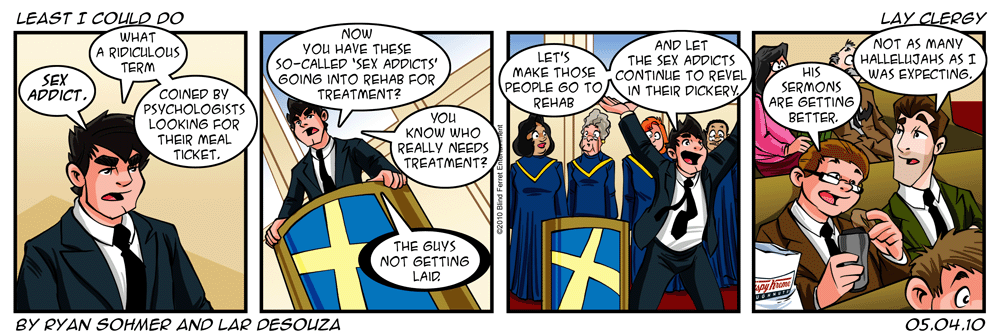 LEAST I COULD DO
LAY CLERGY
SEX
ADDICT.
WHAT
A RIDICULOUS
TERM
COINED BY
PSYCHOLOGISTS
LOOKING FOR
THEIR MEAL
TICKET.
NOW
YOU HAVE THESE
SO-CALLED 'SEX ADDICTS'
GOING INTO REHAB FOR
TREATMENT?
YOU
KNOW WHO
REALLY NEEDS
TREATMENT?
THE GUYS
NOT GETTING
LAID.
©2010 Blind Ferret Entertainment
LET'S
MAKE THOSE
PEOPLE GO TO
REHAB
AND LET
THE SEX ADDICTS
CONTINUE TO REVEL
IN THEIR DICKERY.
HIS
SERMONS
ARE GETTING
BETTER.
NOT AS MANY
HALLELUJAHS AS I
WAS EXPECTING.
BY RYAN SOHMER AND LAR DESOUZA
05.04.10